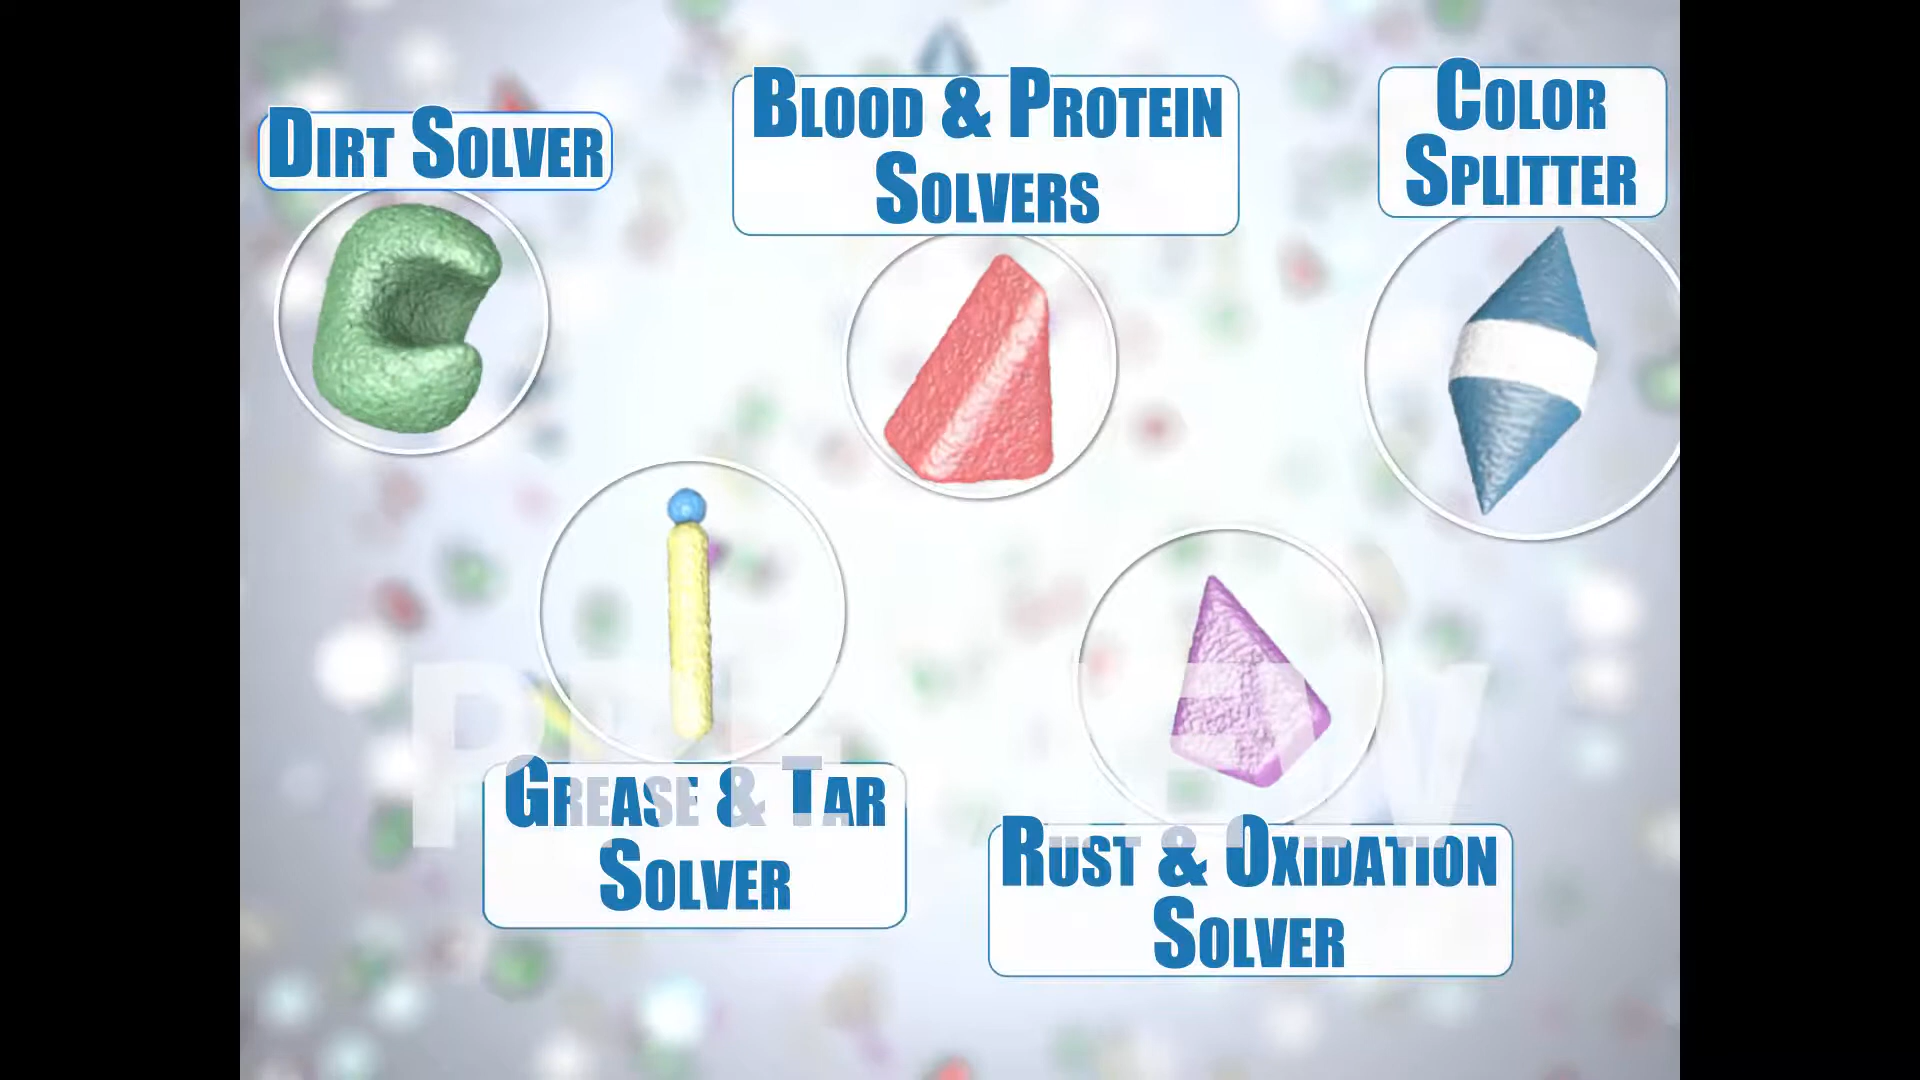 DIRT SOLVER
BLOOD & PROTEIN
SOLVERS
COLOR
SPLITTER
GREASE & TAR
SOLVER
RUST & OXIDATION
SOLVER